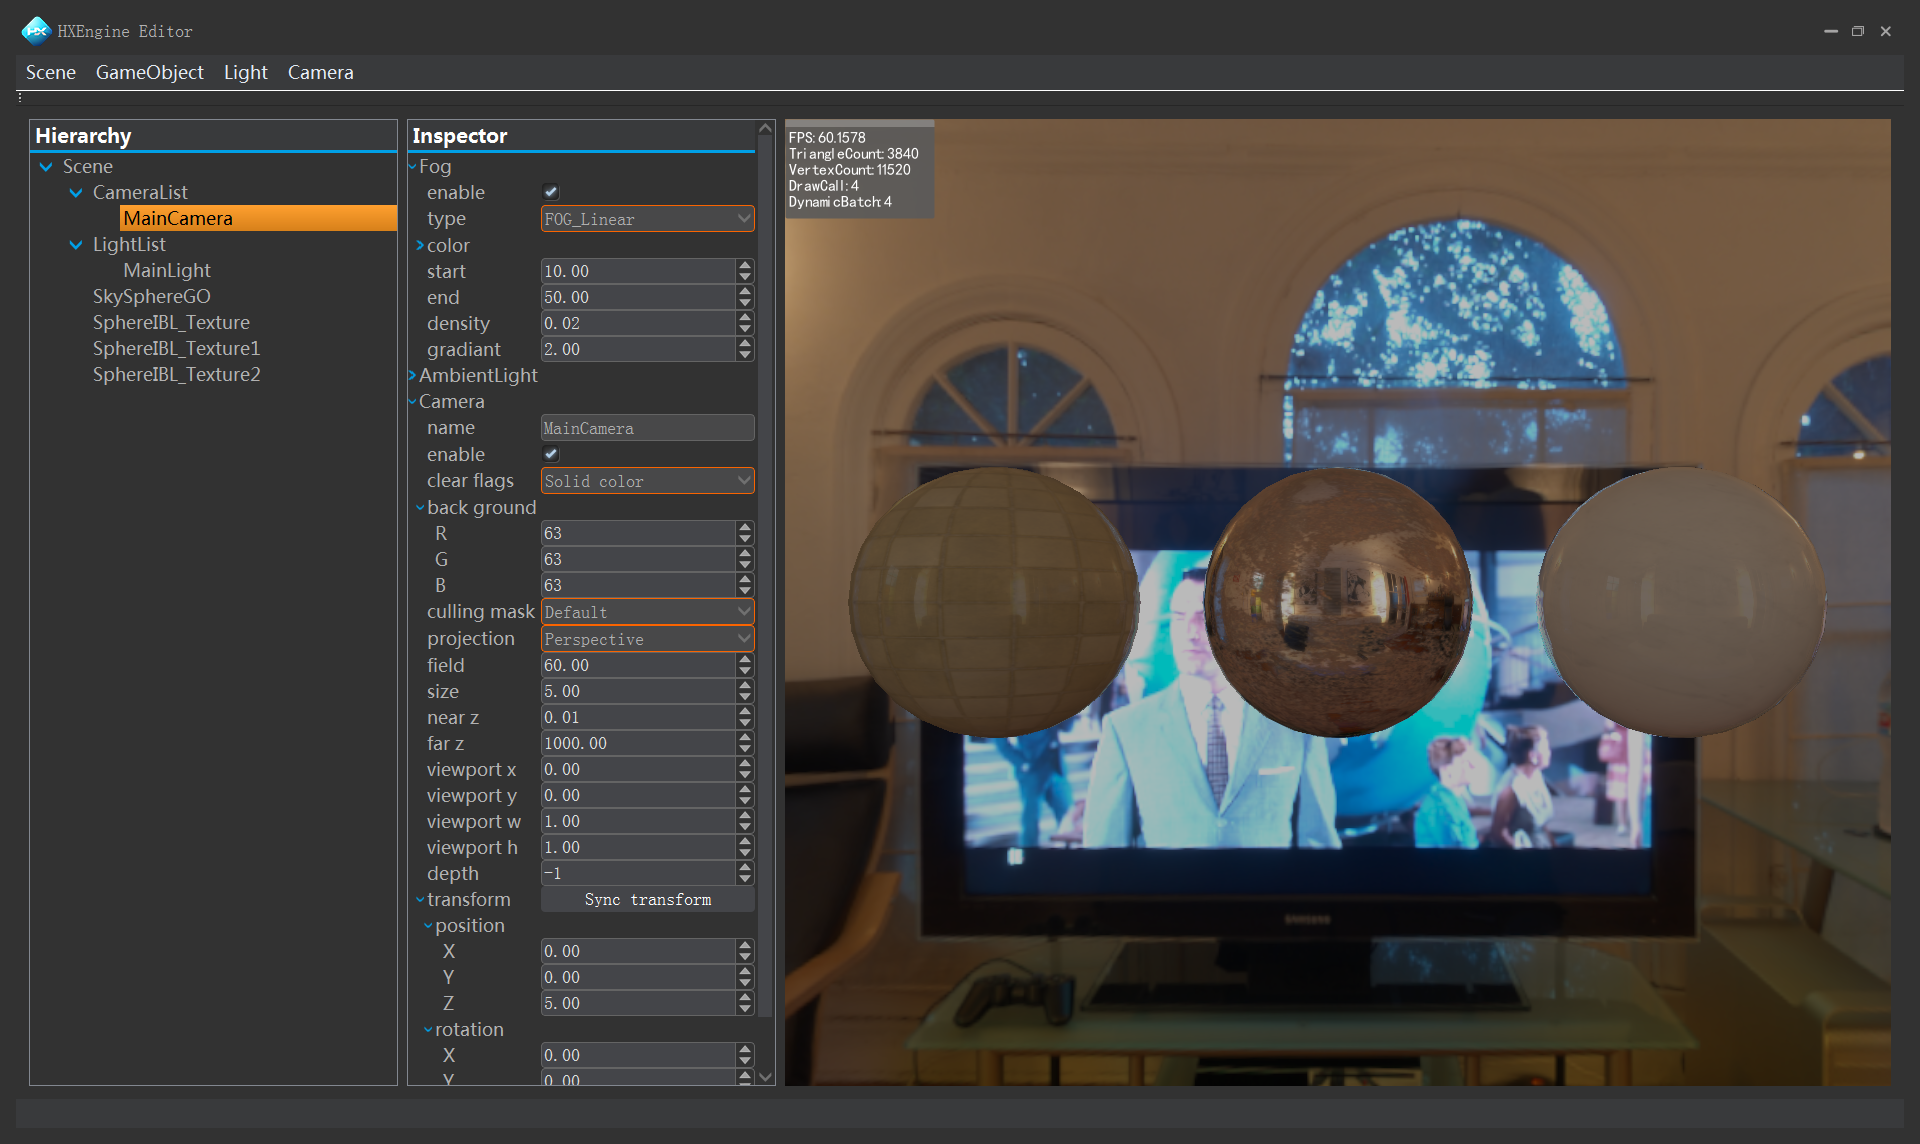 HX HXEngine Editor
Scene GameObject Light Camera
Hierarchy
Scene
CameraList
MainCamera
LightList
MainLight
SkySphereGO
SphereIBL_Texture
SphereIBL_Texture1
SphereIBL_Texture2
Inspector
Fog
enable
type FOG_Linear
color
start 10.00
end 50.00
density 0.02
gradiant 2.00
AmbientLight
Camera
name MainCamera
enable
clear flags Solid color
back ground
R 63
G 63
B 63
culling mask Default
projection Perspective
field 60.00
size 5.00
near z 0.01
far z 1000.00
viewport x 0.00
viewport y 0.00
viewport w 1.00
viewport h 1.00
depth -1
transform Sync transform
position
X 0.00
Y 0.00
Z 5.00
rotation
X 0.00
Y 0.00
FPS: 60.1578
TriangleCount: 3840
VertexCount: 11520
DrawCall: 4
DynamicBatch: 4
SAMSUNG